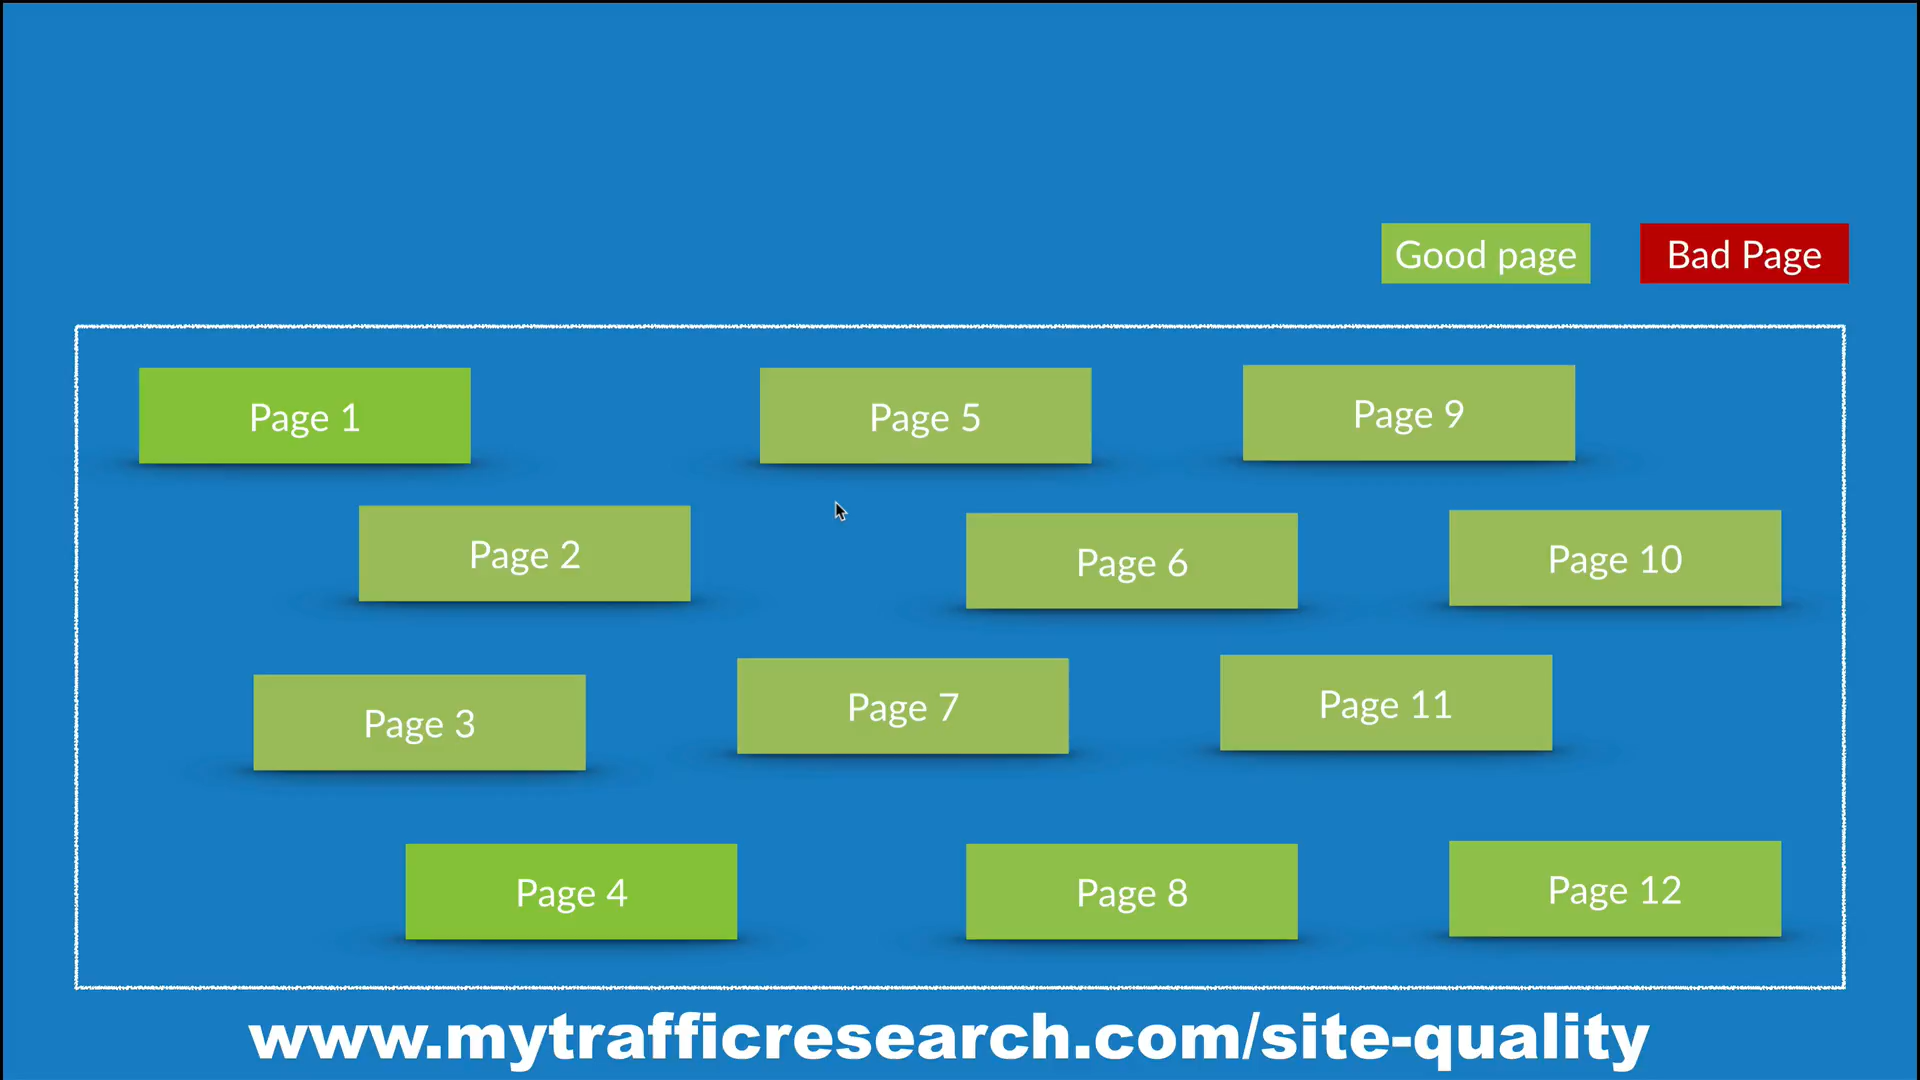 Good page
Bad Page
Page 1
Page 5
Page 9
Page 2
Page 6
Page 10
Page 3
Page 7
Page 11
Page 4
Page 8
Page 12
www.mytrafficresearch.com/site-quality